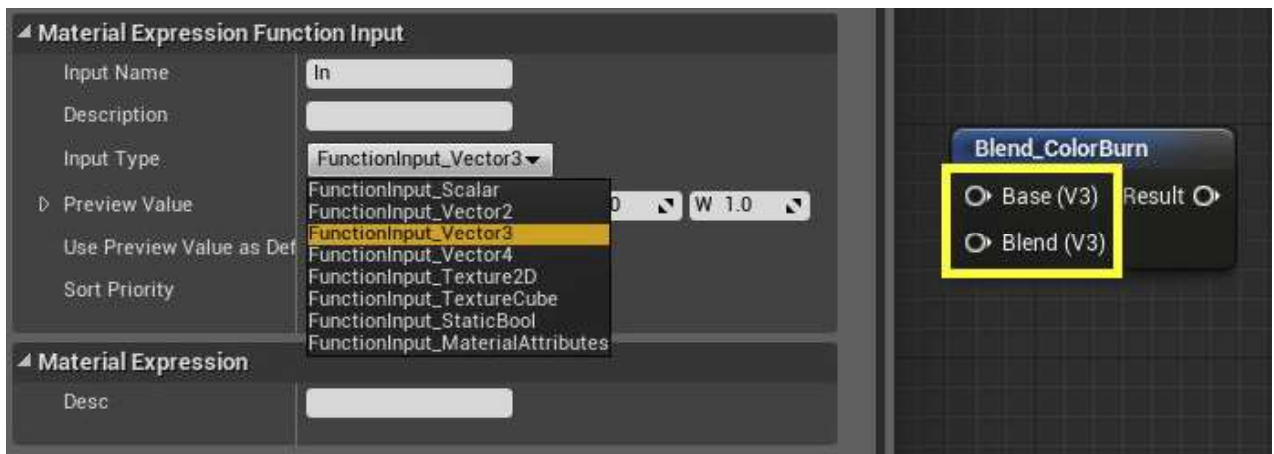 Material Expression Function Input
Input Name In
Description
Input Type FunctionInput_Vector3
FunctionInput_Scalar
Preview Value FunctionInput_Vector2 0 W 1.0
FunctionInput_Vector3
Use Preview Value as Def FunctionInput_Vector4
FunctionInput_Texture2D
Sort Priority FunctionInput_TextureCube
FunctionInput_StaticBool
FunctionInput_MaterialAttributes
Material Expression
Desc
Blend_ColorBurn
Base (V3) Result
Blend (V3)